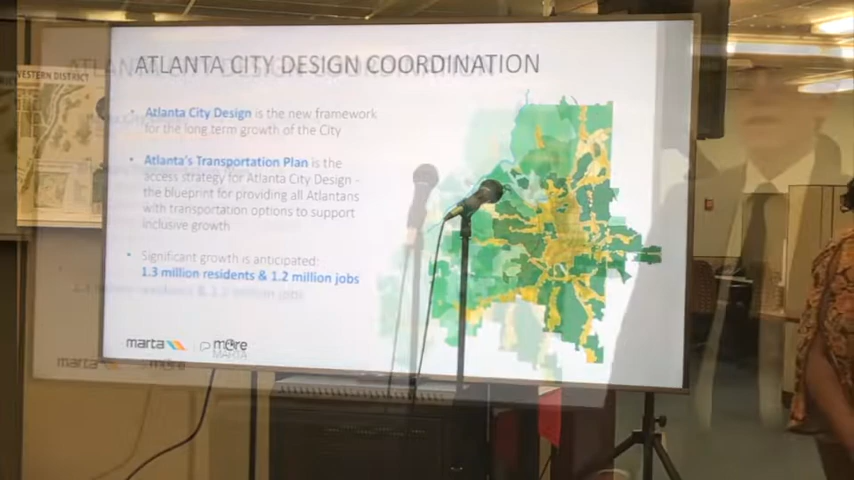 ATLANTA CITY DESIGN COORDINATION
WESTERN DISTRICT
• Atlanta City Design is the new framework
for the long term growth of the City
• Atlanta's Transportation Plan is the
access strategy for Atlanta City Design -
the blueprint for providing all Atlantans
with transportation options to support
inclusive growth
• Significant growth is anticipated:
1.3 million residents & 1.2 million jobs
marta more
MARTA
marta